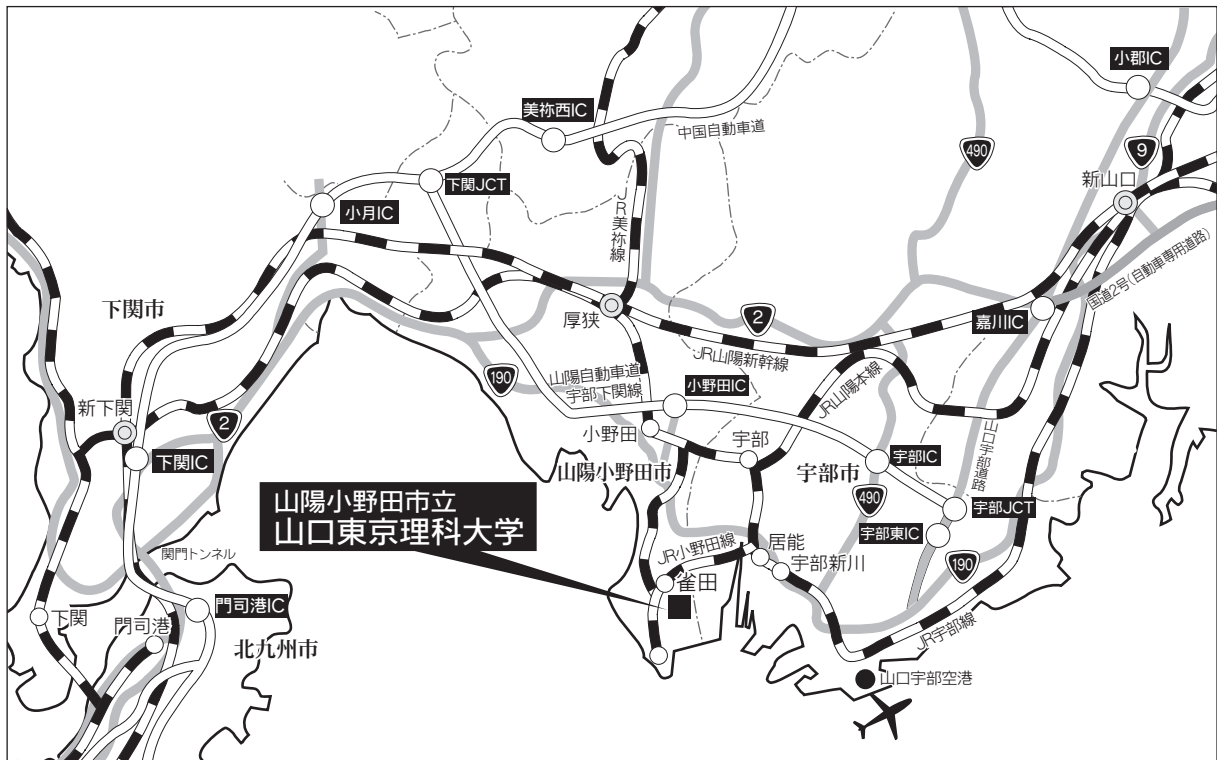 小郡IC
美祢西IC
中国自動車道
490
9
下関JCT
新山口
小月IC
JR美祢線
国道2号(自動車専用道路)
下関市
厚狭
2
嘉川IC
JR山陽新幹線
190
山陽自動車道
宇部下関線
小野田IC
JR山陽本線
新下関
2
小野田
宇部
山口宇部道路
下関IC
山陽小野田市
宇部市
宇部IC
山陽小野田市立
山口東京理科大学
490
宇部JCT
宇部東IC
関門トンネル
JR小野田線
居能
宇部新川
190
雀田
下関
門司港IC
門司港
JR宇部線
北九州市
山口宇部空港